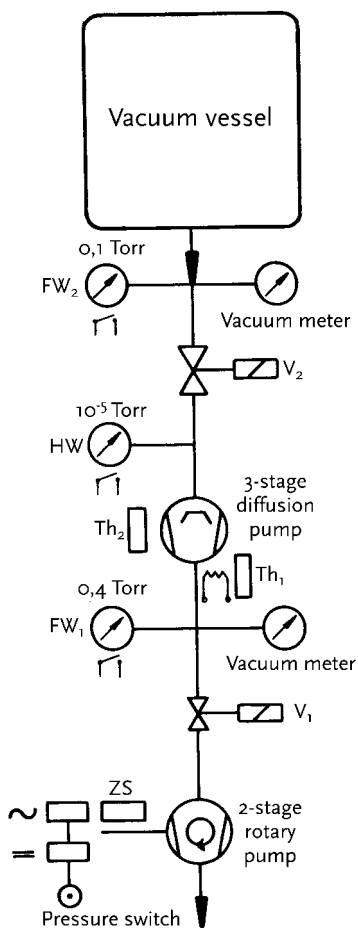 Vacuum vessel
0,1 Torr
FW₂
Vacuum meter
V₂
10⁻⁵ Torr
HW
3-stage
diffusion
pump
Th₂
Th₁
0,4 Torr
FW₁
Vacuum meter
V₁
ZS
~
=
2-stage
rotary
pump
Pressure switch